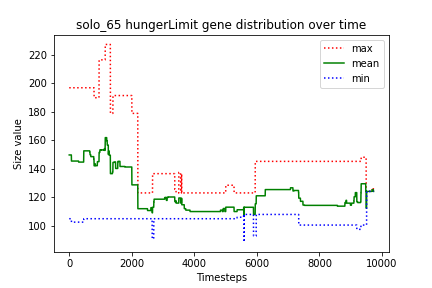 solo_65 hungerLimit gene distribution over time
max
mean
min
Size value
220
200
180
160
140
120
100
0
2000
4000
6000
8000
10000
Timesteps